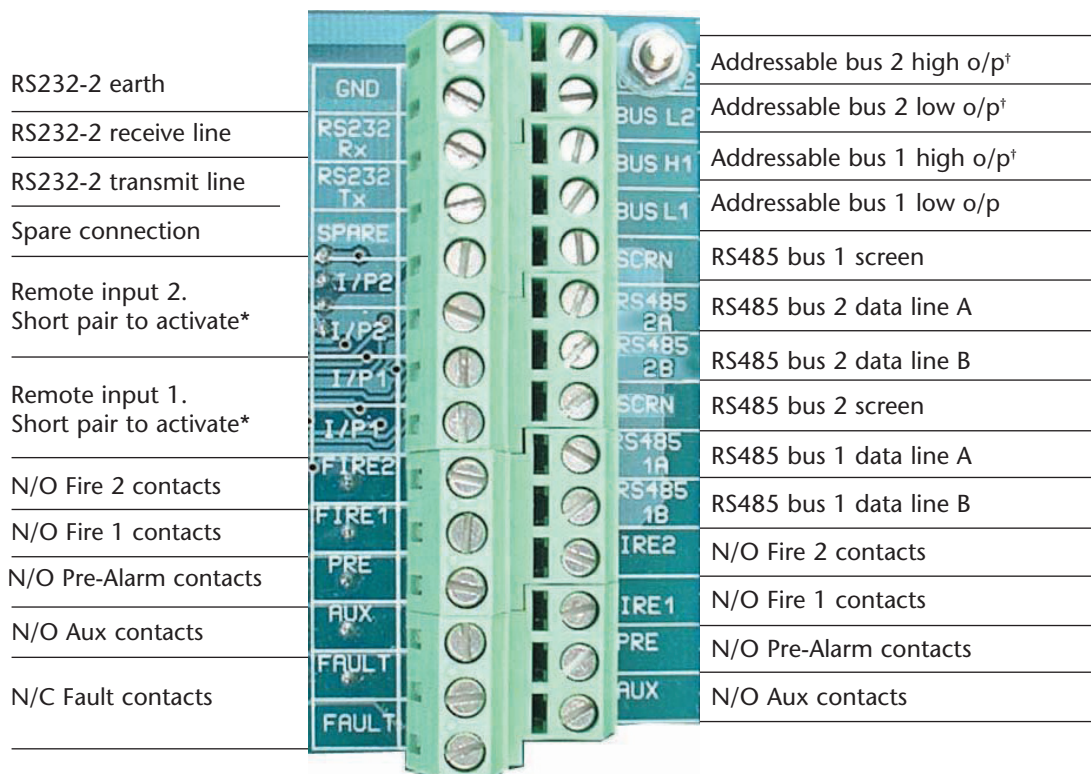 RS232-2 earth
RS232-2 receive line
RS232-2 transmit line
Spare connection
Remote input 2.
Short pair to activate*
Remote input 1.
Short pair to activate*
N/O Fire 2 contacts
N/O Fire 1 contacts
N/O Pre-Alarm contacts
N/O Aux contacts
N/C Fault contacts
GND
RS232
Rx
RS232
Tx
SPARE
I/P2
I/P2
I/P1
I/P1
FIRE2
FIRE1
PRE
AUX
FAULT
FAULT
BUS L2
BUS H1
BUS L1
SCRN
RS485
2A
RS485
2B
SCRN
RS485
1A
RS485
1B
IRE2
IRE1
PRE
AUX
Addressable bus 2 high o/p†
Addressable bus 2 low o/p†
Addressable bus 1 high o/p†
Addressable bus 1 low o/p
RS485 bus 1 screen
RS485 bus 2 data line A
RS485 bus 2 data line B
RS485 bus 2 screen
RS485 bus 1 data line A
RS485 bus 1 data line B
N/O Fire 2 contacts
N/O Fire 1 contacts
N/O Pre-Alarm contacts
N/O Aux contacts